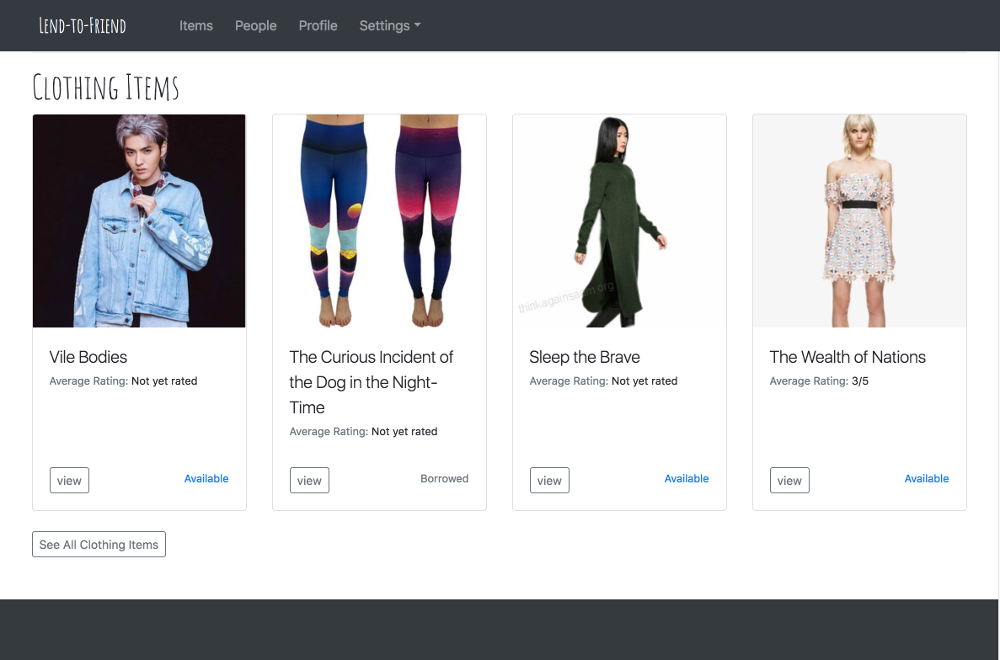 Lend-to-Friend Items People Profile Settings
Clothing Items
thinkagainsayin.org
Vile Bodies
Average Rating: Not yet rated
view Available
The Curious Incident of
the Dog in the Night-
Time
Average Rating: Not yet rated
view Borrowed
Sleep the Brave
Average Rating: Not yet rated
view Available
The Wealth of Nations
Average Rating: 3/5
view Available
See All Clothing Items